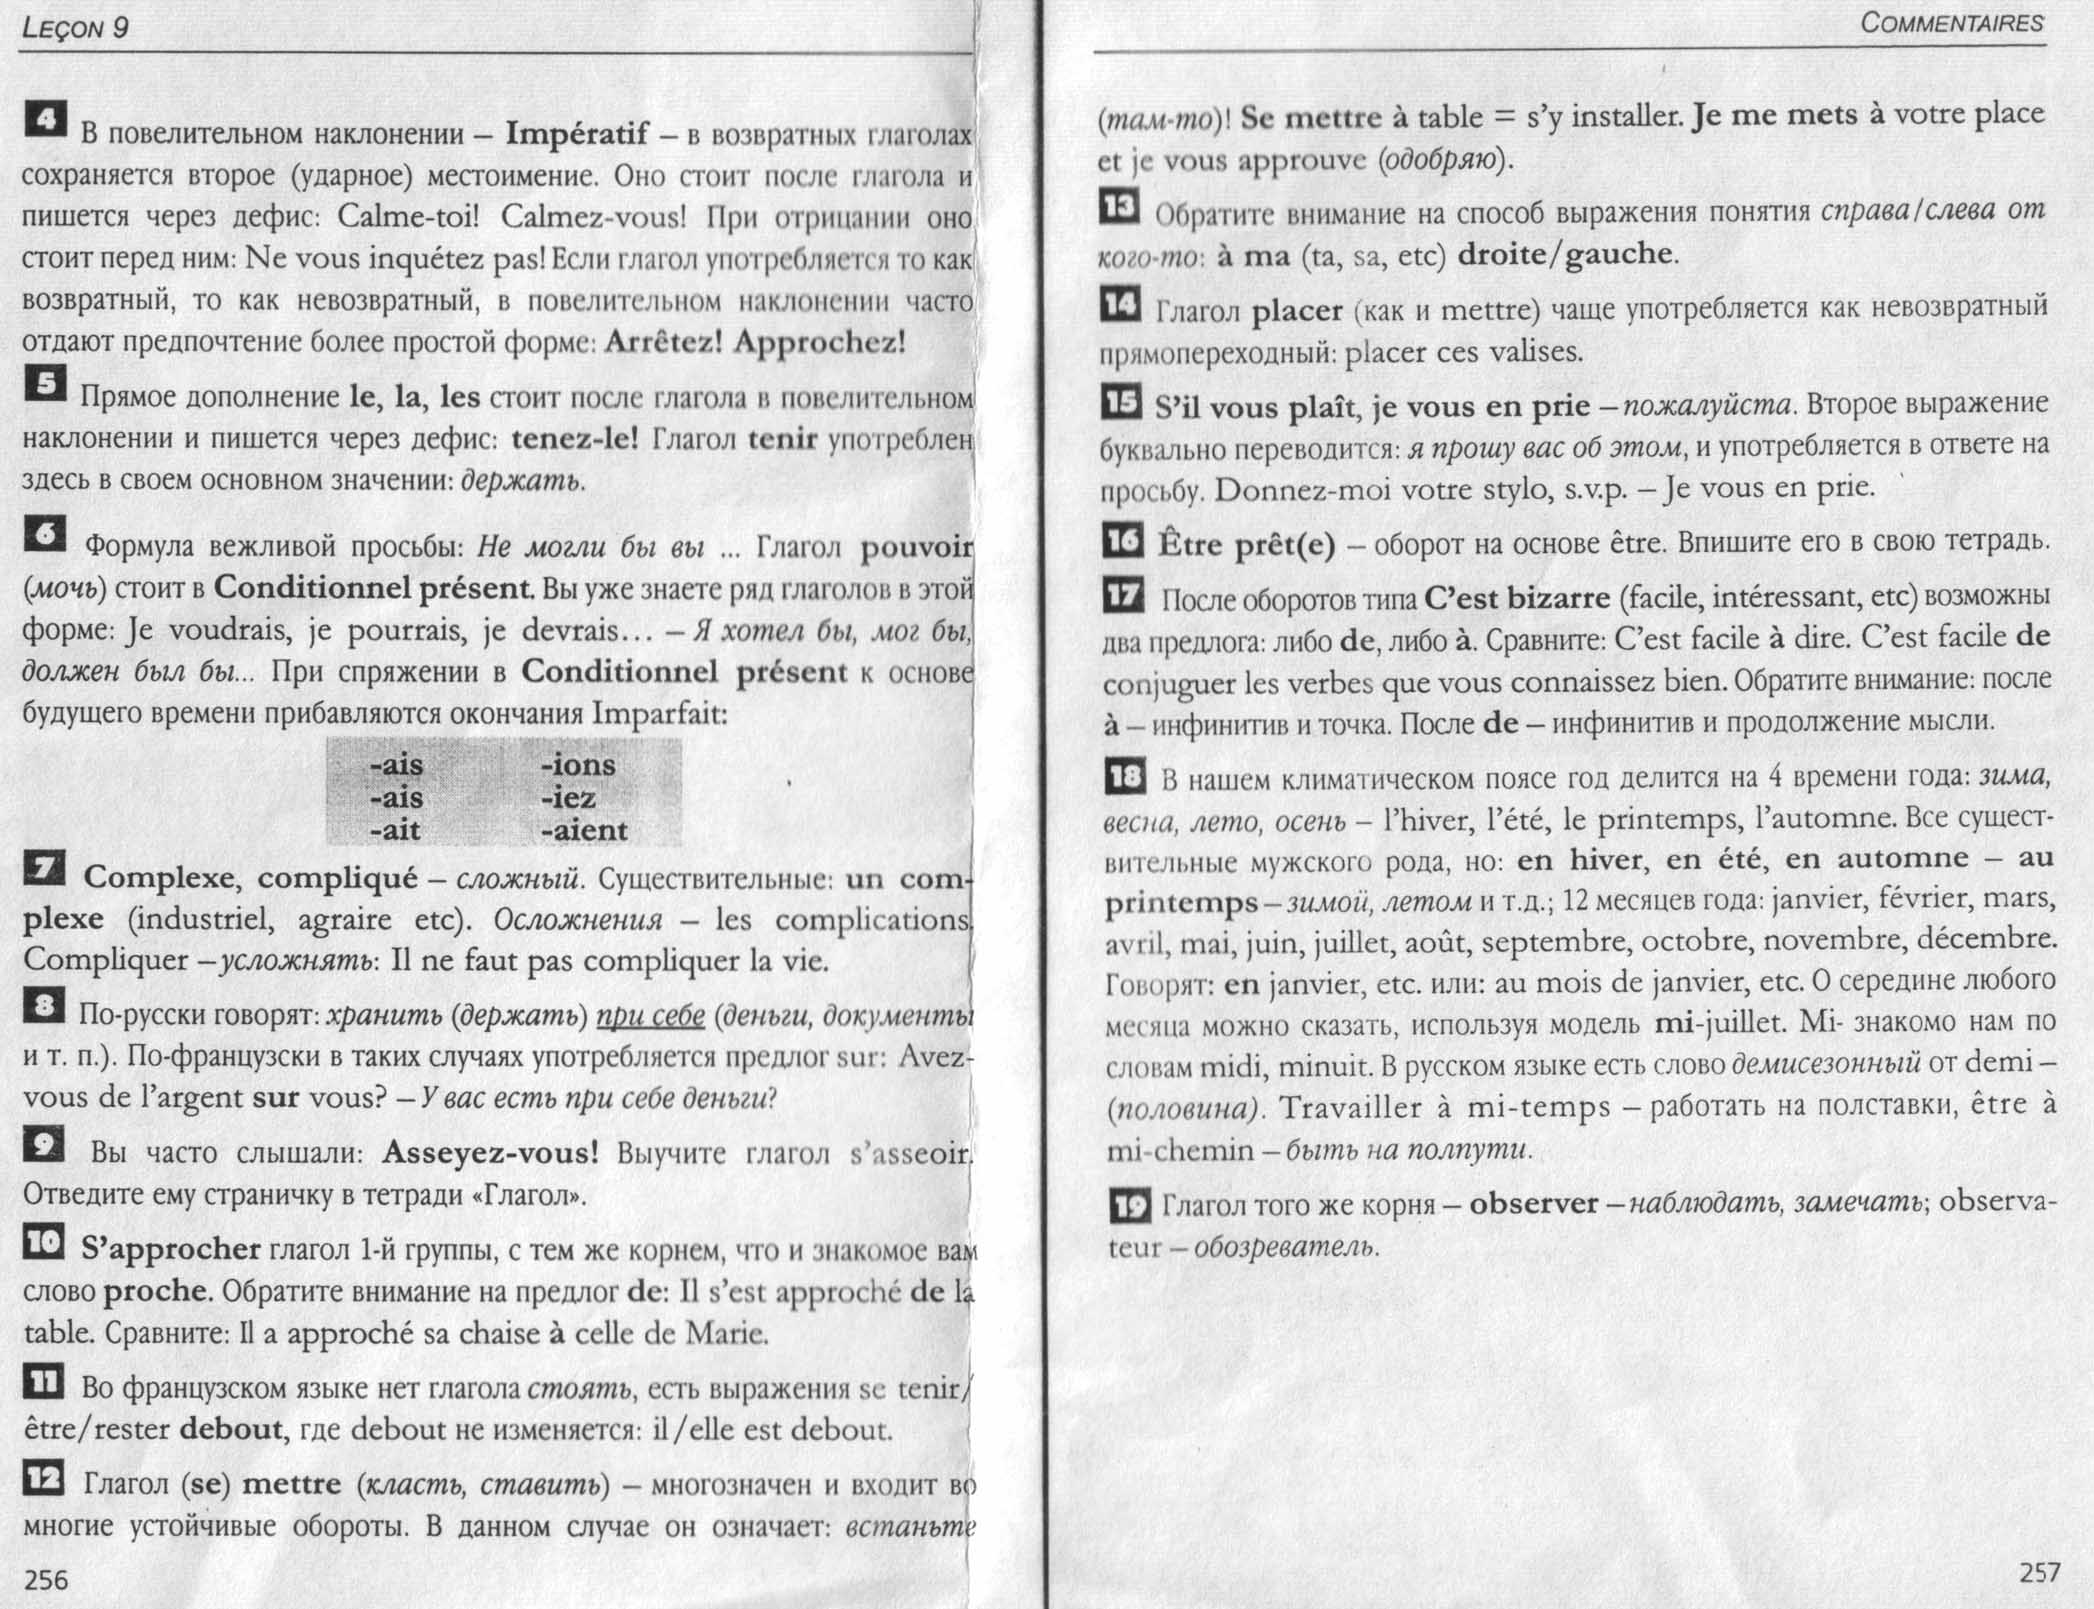 LEÇON 9
4 В повелительном наклонении – Impératif – в возвратных глаголах
сохраняется второе (ударное) местоимение. Оно стоит после глагола и
пишется через дефис: Calme-toi! Calmez-vous! При отрицании оно
стоит перед ним: Ne vous inquétez pas! Если глагол употребляется то как
возвратный, то как невозвратный, в повелительном наклонении часто
отдают предпочтение более простой форме: Arrêtez! Approchez!
5 Прямое дополнение le, la, les стоит после глагола в повелительном
наклонении и пишется через дефис: tenez-le! Глагол tenir употреблен
здесь в своем основном значении: держать.
6 Формула вежливой просьбы: Не могли бы вы ... Глагол pouvoir
(мочь) стоит в Conditionnel présent. Вы уже знаете ряд глаголов в этой
форме: Je voudrais, je pourrais, je devrais... – Я хотел бы, мог бы,
должен был бы... При спряжении в Conditionnel présent к основе
будущего времени прибавляются окончания Imparfait:
-ais -ions
-ais -iez
-ait -aient
7 Complexe, compliqué – сложный. Существительные: un com-
plexe (industriel, agraire etc). Осложнения – les complications.
Compliquer – усложнять: Il ne faut pas compliquer la vie.
8 По-русски говорят: хранить (держать) при себе (деньги, документы
и т. п.). По-французски в таких случаях употребляется предлог sur: Avez-
vous de l'argent sur vous? – У вас есть при себе деньги?
9 Вы часто слышали: Asseyez-vous! Выучите глагол s'asseoir.
Отведите ему страничку в тетради «Глагол».
10 S'approcher глагол 1-й группы, с тем же корнем, что и знакомое вам
слово proche. Обратите внимание на предлог de: Il s'est approché de la
table. Сравните: Il a approché sa chaise à celle de Marie.
11 Во французском языке нет глагола стоять, есть выражения se tenir/
être/rester debout, где debout не изменяется: il/elle est debout.
12 Глагол (se) mettre (класть, ставить) – многозначен и входит во
многие устойчивые обороты. В данном случае он означает: встаньте
256
COMMENTAIRES
(там-то)! Se mettre à table = s'y installer. Je me mets à votre place
et je vous approuve (одобряю).
13 Обратите внимание на способ выражения понятия справа/слева от
кого-то: à ma (ta, sa, etc) droite/gauche.
14 Глагол placer (как и mettre) чаще употребляется как невозвратный
прямопереходный: placer ces valises.
15 S'il vous plaît, je vous en prie – пожалуйста. Второе выражение
буквально переводится: я прошу вас об этом, и употребляется в ответе на
просьбу. Donnez-moi votre stylo, s.v.p. – Je vous en prie.
16 Être prêt(e) – оборот на основе être. Впишите его в свою тетрадь.
17 После оборотов типа C'est bizarre (facile, intéressant, etc) возможны
два предлога: либо de, либо à. Сравните: C'est facile à dire. C'est facile de
conjuguer les verbes que vous connaissez bien. Обратите внимание: после
à – инфинитив и точка. После de – инфинитив и продолжение мысли.
18 В нашем климатическом поясе год делится на 4 времени года: зима,
весна, лето, осень – l'hiver, l'été, le printemps, l'automne. Все сущест-
вительные мужского рода, но: en hiver, en été, en automne – au
printemps – зимой, летом и т.д.; 12 месяцев года: janvier, février, mars,
avril, mai, juin, juillet, août, septembre, octobre, novembre, décembre.
Говорят: en janvier, etc. или: au mois de janvier, etc. О середине любого
месяца можно сказать, используя модель mi-juillet. Mi- знакомо нам по
словам midi, minuit. В русском языке есть слово демисезонный от demi –
(половина). Travailler à mi-temps – работать на полставки, être à
mi-chemin – быть на полпути.
19 Глагол того же корня – observer – наблюдать, замечать; observa-
teur – обозреватель.
257